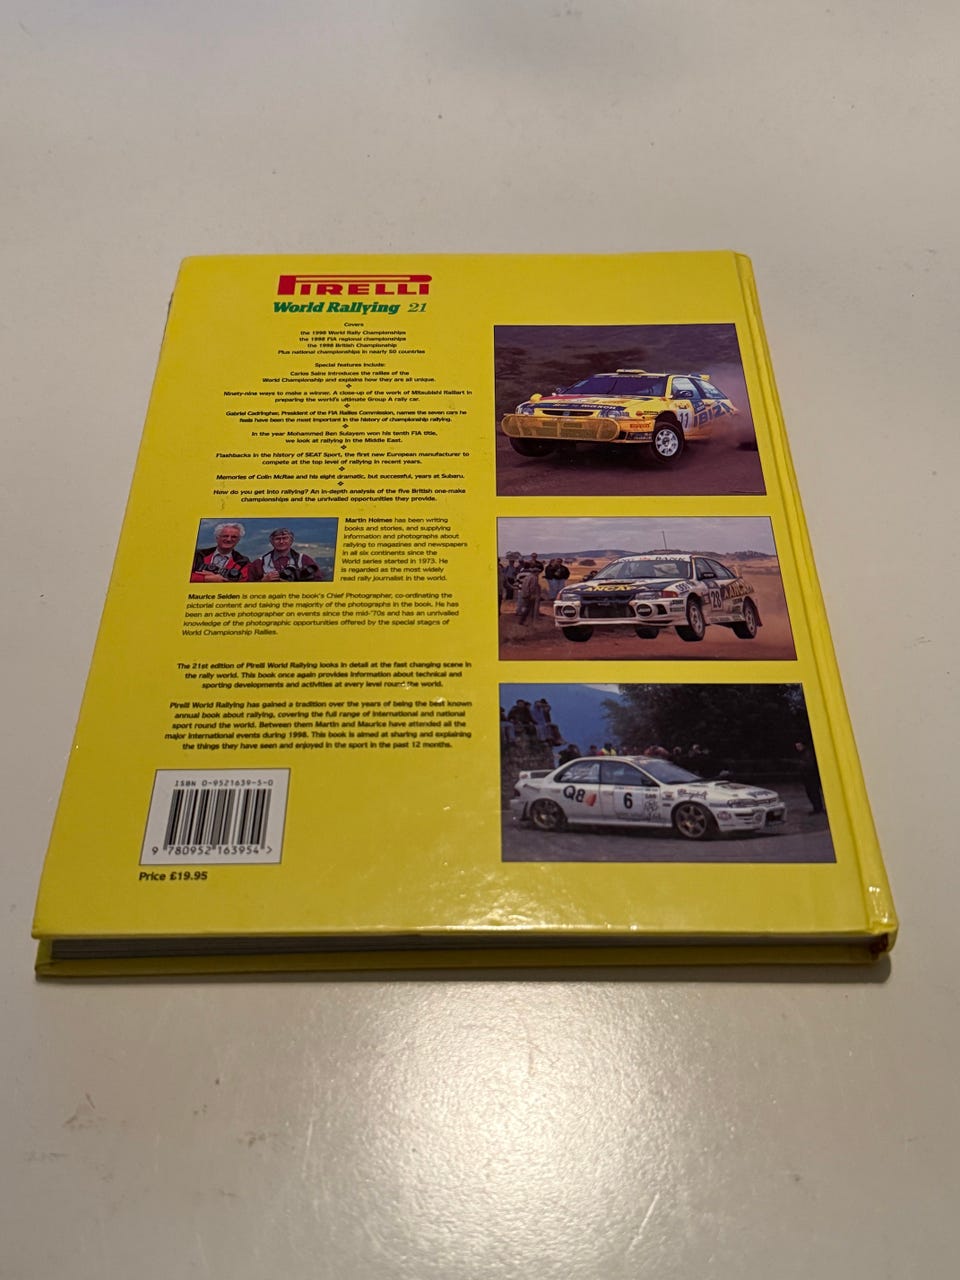 PIRELLI
World Rallying 21
Covers
the 1998 World Rally Championships
the 1998 FIA regional championships
the 1998 British Championship
Plus national championships in nearly 50 countries
Special features include:
Carlos Sainz introduces the rallies of the
World Championship and explains how they are all unique.
Ninety-nine ways to make a winner. A close-up of the work of Mitsubishi Ralliart in
preparing the world's ultimate Group A rally car.
Gabriel Cadringher, President of the FIA Rallies Commission, names the seven cars he
feels have been the most important in the history of championship rallying.
In the year Mohammed Ben Sulayem won his tenth FIA title,
we look at rallying in the Middle East.
Flashbacks in the history of SEAT Sport, the first new European manufacturer to
compete at the top level of rallying in recent years.
Memories of Colin McRae and his eight dramatic, but successful, years at Subaru.
How do you get into rallying? An in-depth analysis of the five British one-make
championships and the unrivalled opportunities they provide.
Martin Holmes has been writing
books and stories, and supplying
information and photographs about
rallying to magazines and newspapers
in all six continents since the
World series started in 1973. He
is regarded as the most widely
read rally journalist in the world.
Maurice Selden is once again the book's Chief Photographer, co-ordinating the
pictorial content and taking the majority of the photographs in the book. He has
been an active photographer on events since the mid-'70s and has an unrivalled
knowledge of the photographic opportunities offered by the special stages of
World Championship Rallies.
The 21st edition of Pirelli World Rallying looks in detail at the fast changing scene in
the rally world. This book once again provides information about technical and
sporting developments and activities at every level round the world.
Pirelli World Rallying has gained a tradition over the years of being the best known
annual book about rallying, covering the full range of international and national
sport round the world. Between them Martin and Maurice have attended all the
major international events during 1998. This book is aimed at sharing and explaining
the things they have seen and enjoyed in the sport in the past 12 months.
ISBN 0-9521639-5-0
9 780952 163954 >
Price £19.95
IBIZA
28
Q8
6